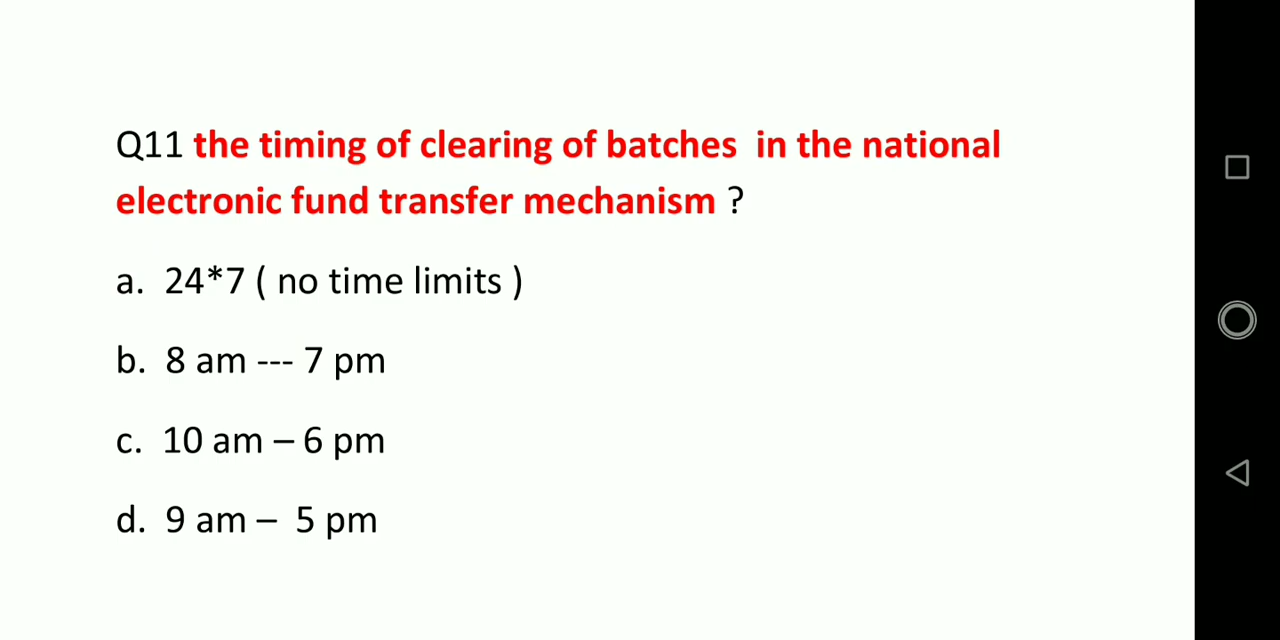 Q11 the timing of clearing of batches  in the national
electronic fund transfer mechanism ?
a.  24*7 ( no time limits )
b.  8 am --- 7 pm
c.  10 am – 6 pm
d.  9 am –  5 pm